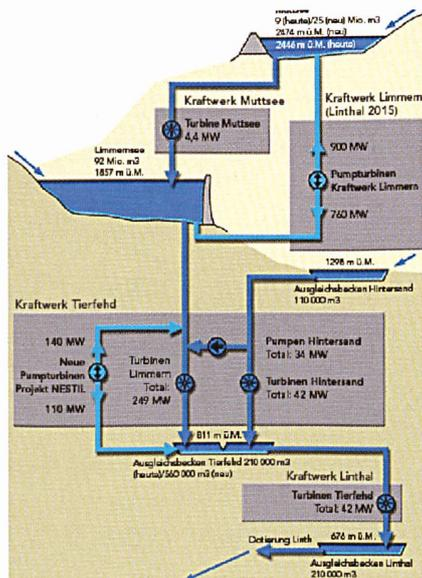 Muttsee
9 (heute)/25 (neu) Mio. m3
2474 m ü.M. (neu)
2446 m ü.M. (heute)
Kraftwerk Muttsee
Turbine Muttsee
4,4 MW
Kraftwerk Limmern
(Linthal 2015)
900 MW
Pumpturbinen
Kraftwerk Limmern
760 MW
Limmernsee
92 Mio. m3
1857 m ü.M.
1298 m ü.M.
Ausgleichsbecken Hintersand
110 000 m3
Kraftwerk Tierfehd
140 MW
Neue
Pumpturbinen
Projekt NESTIL
110 MW
Turbinen
Limmern
Total:
249 MW
Pumpen Hintersand
Total: 34 MW
Turbinen Hintersand
Total: 42 MW
811 m ü.M.
Ausgleichsbecken Tierfehd 210 000 m3
(heute)/560 000 m3 (neu)
Kraftwerk Linthal
Turbinen Tierfehd
Total: 42 MW
676 m ü.M.
Dotierung Linth
Ausgleichsbecken Linthal
210 000 m3